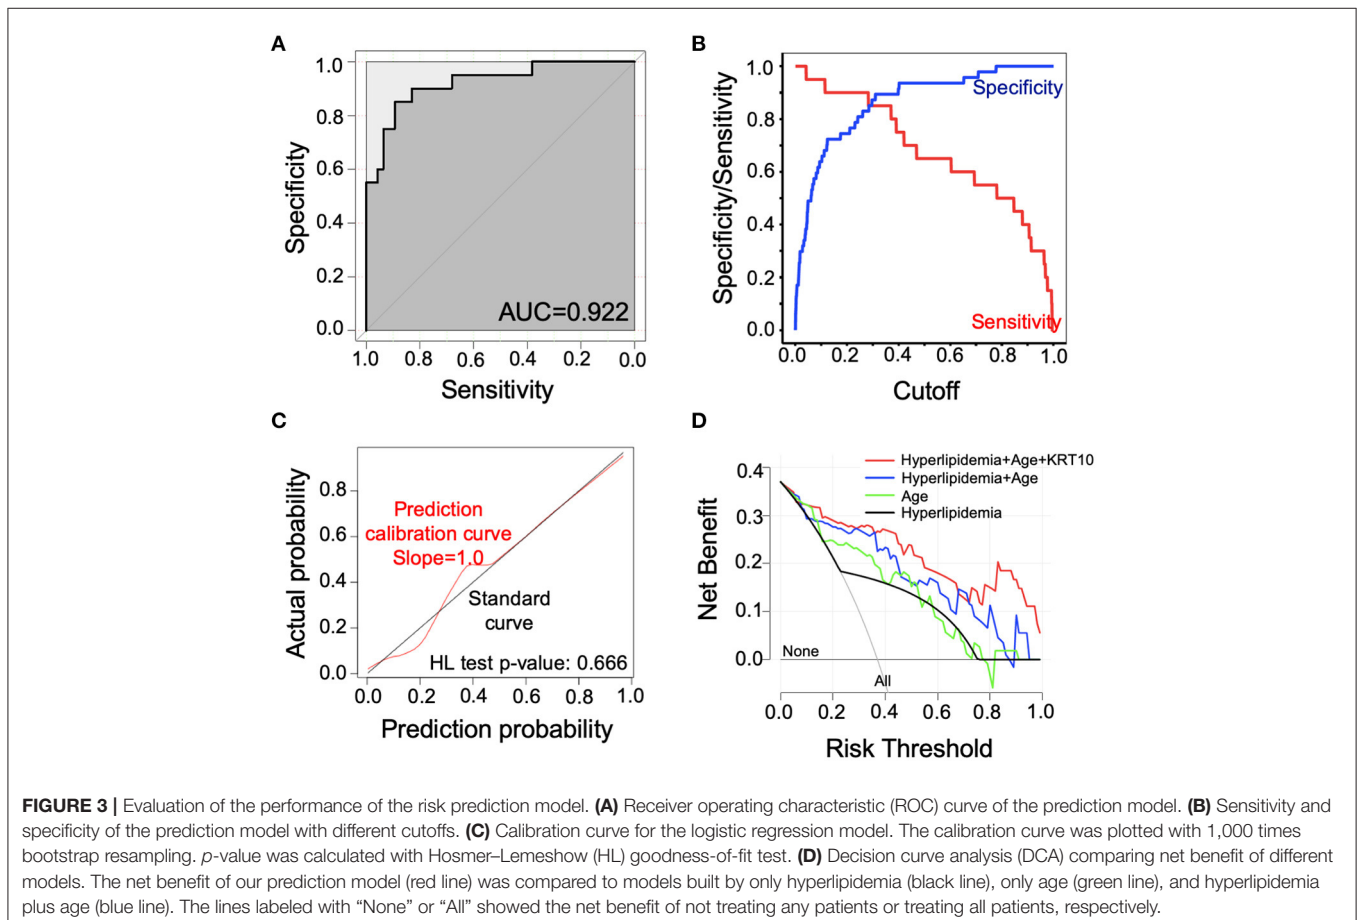 A
1.0
0.8
0.6
0.4
0.2
0.0
Specificity
AUC=0.922
1.0 0.8 0.6 0.4 0.2 0.0
Sensitivity
B
1.0
0.8
0.6
0.4
0.2
0.0
Specificity/Sensitivity
Specificity
Sensitivity
0.0 0.2 0.4 0.6 0.8 1.0
Cutoff
C
Actual probability
0.8
0.6
0.4
0.2
0.0
Prediction
calibration curve
Slope=1.0
Standard
curve
HL test p-value: 0.666
0.0 0.2 0.4 0.6 0.8 1.0
Prediction probability
D
Net Benefit
0.4
0.3
0.2
0.1
0.0
Hyperlipidemia+Age+KRT10
Hyperlipidemia+Age
Age
Hyperlipidemia
None
All
0.0 0.2 0.4 0.6 0.8 1.0
Risk Threshold
FIGURE 3 | Evaluation of the performance of the risk prediction model. (A) Receiver operating characteristic (ROC) curve of the prediction model. (B) Sensitivity and
specificity of the prediction model with different cutoffs. (C) Calibration curve for the logistic regression model. The calibration curve was plotted with 1,000 times
bootstrap resampling. p-value was calculated with Hosmer–Lemeshow (HL) goodness-of-fit test. (D) Decision curve analysis (DCA) comparing net benefit of different
models. The net benefit of our prediction model (red line) was compared to models built by only hyperlipidemia (black line), only age (green line), and hyperlipidemia
plus age (blue line). The lines labeled with “None” or “All” showed the net benefit of not treating any patients or treating all patients, respectively.